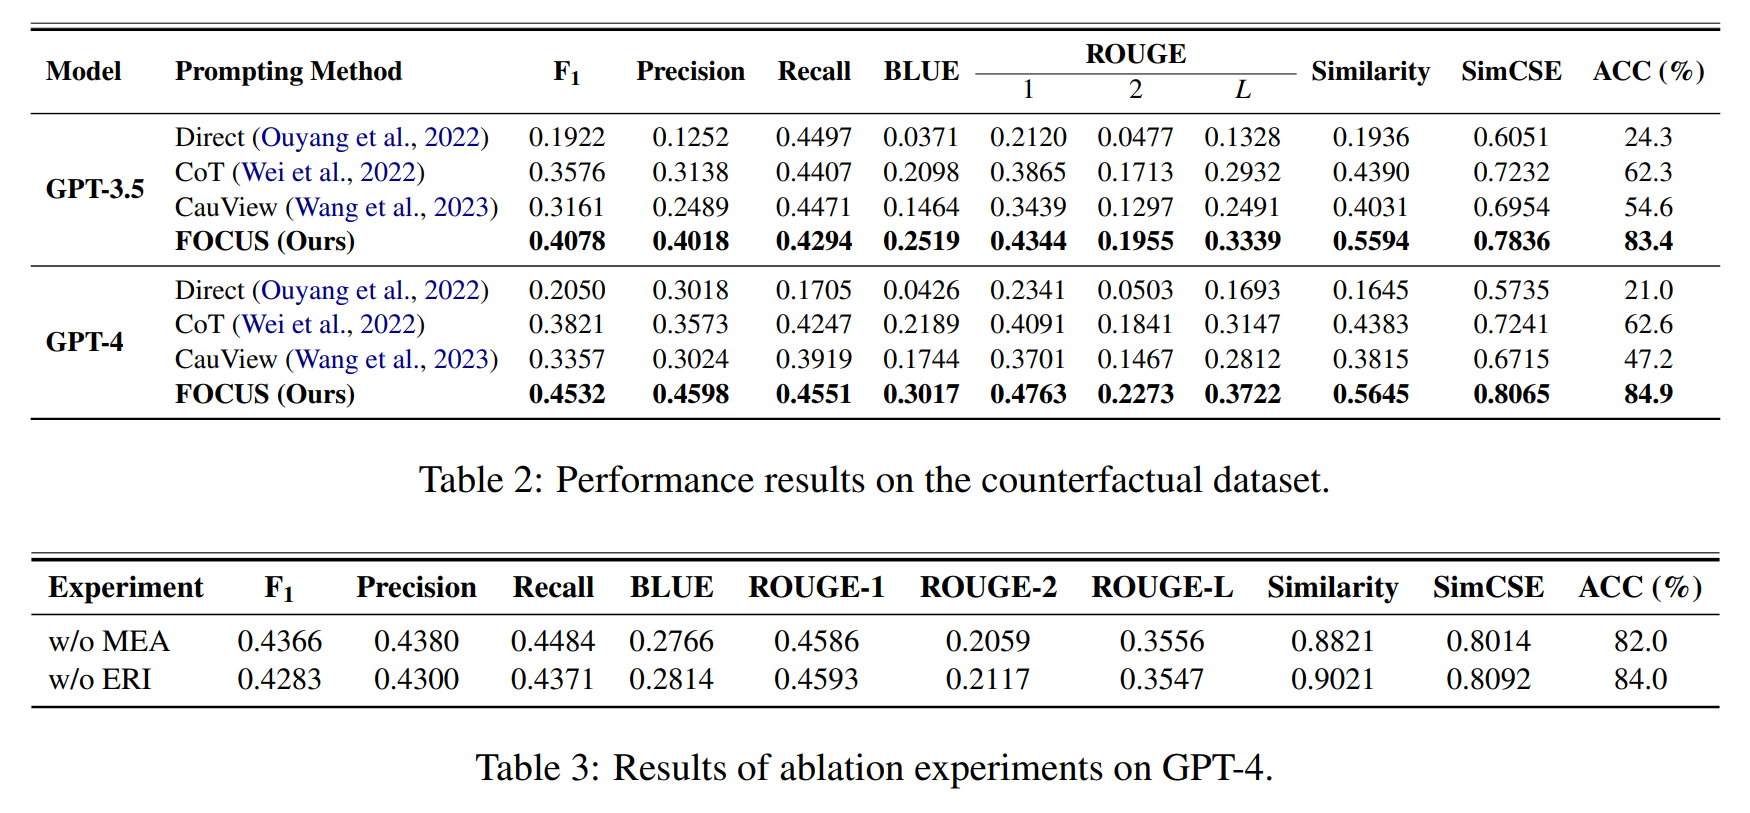 Model Prompting Method F1 Precision Recall BLUE ROUGE Similarity SimCSE ACC (%)
1 2 L
GPT-3.5
Direct (Ouyang et al., 2022) 0.1922 0.1252 0.4497 0.0371 0.2120 0.0477 0.1328 0.1936 0.6051 24.3
CoT (Wei et al., 2022) 0.3576 0.3138 0.4407 0.2098 0.3865 0.1713 0.2932 0.4390 0.7232 62.3
CauView (Wang et al., 2023) 0.3161 0.2489 0.4471 0.1464 0.3439 0.1297 0.2491 0.4031 0.6954 54.6
FOCUS (Ours) 0.4078 0.4018 0.4294 0.2519 0.4344 0.1955 0.3339 0.5594 0.7836 83.4
GPT-4
Direct (Ouyang et al., 2022) 0.2050 0.3018 0.1705 0.0426 0.2341 0.0503 0.1693 0.1645 0.5735 21.0
CoT (Wei et al., 2022) 0.3821 0.3573 0.4247 0.2189 0.4091 0.1841 0.3147 0.4383 0.7241 62.6
CauView (Wang et al., 2023) 0.3357 0.3024 0.3919 0.1744 0.3701 0.1467 0.2812 0.3815 0.6715 47.2
FOCUS (Ours) 0.4532 0.4598 0.4551 0.3017 0.4763 0.2273 0.3722 0.5645 0.8065 84.9
Table 2: Performance results on the counterfactual dataset.
Experiment F1 Precision Recall BLUE ROUGE-1 ROUGE-2 ROUGE-L Similarity SimCSE ACC (%)
w/o MEA 0.4366 0.4380 0.4484 0.2766 0.4586 0.2059 0.3556 0.8821 0.8014 82.0
w/o ERI 0.4283 0.4300 0.4371 0.2814 0.4593 0.2117 0.3547 0.9021 0.8092 84.0
Table 3: Results of ablation experiments on GPT-4.